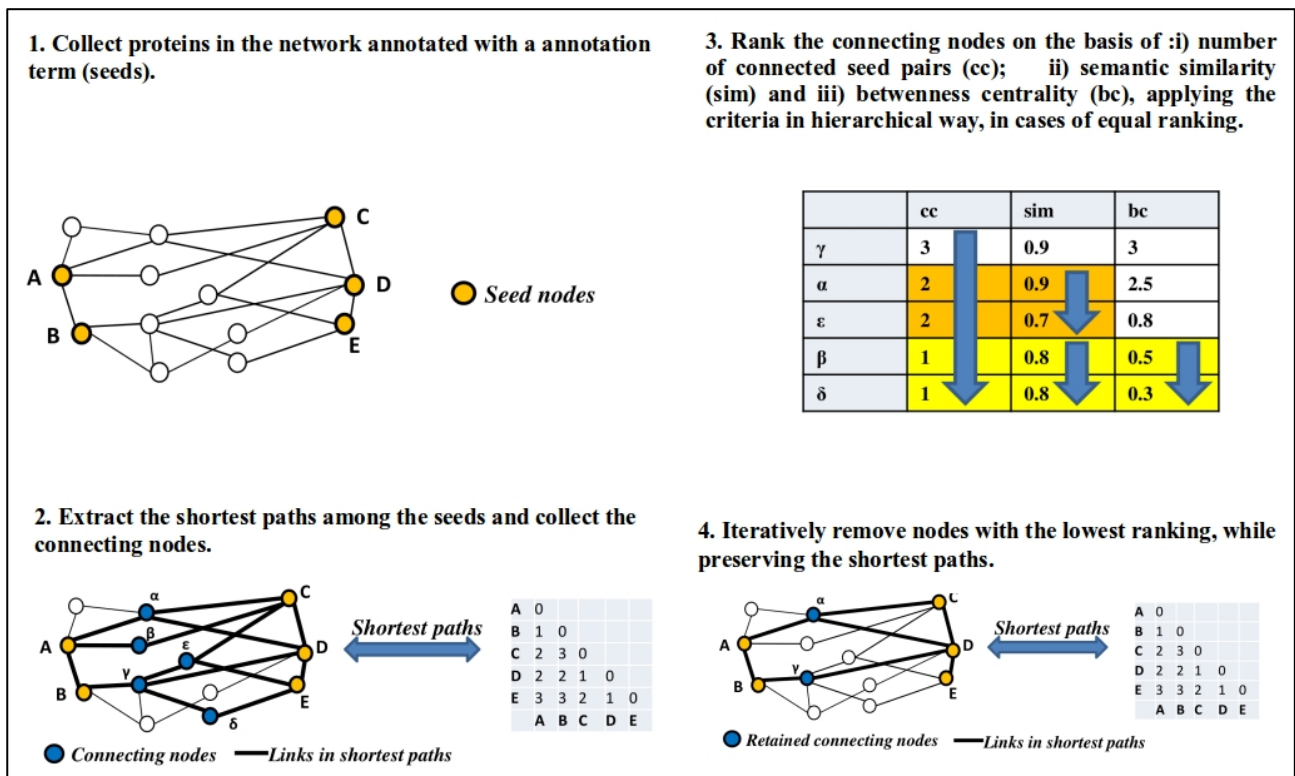 1. Collect proteins in the network annotated with a annotation
term (seeds).
C
A
D
Seed nodes
B
E
3. Rank the connecting nodes on the basis of :i) number
of connected seed pairs (cc); ii) semantic similarity
(sim) and iii) betwenness centrality (bc), applying the
criteria in hierarchical way, in cases of equal ranking.
cc sim bc
γ 3 0.9 3
α 2 0.9 2.5
ε 2 0.7 0.8
β 1 0.8 0.5
δ 1 0.8 0.3
2. Extract the shortest paths among the seeds and collect the
connecting nodes.
α
C
β
A
ε
D
γ
B
E
δ
Shortest paths
A 0
B 1 0
C 2 3 0
D 2 2 1 0
E 3 3 2 1 0
A B C D E
Connecting nodes
Links in shortest paths
4. Iteratively remove nodes with the lowest ranking, while
preserving the shortest paths.
α
C
A
D
γ
B
E
Shortest paths
A 0
B 1 0
C 2 3 0
D 2 2 1 0
E 3 3 2 1 0
A B C D E
Retained connecting nodes
Links in shortest paths